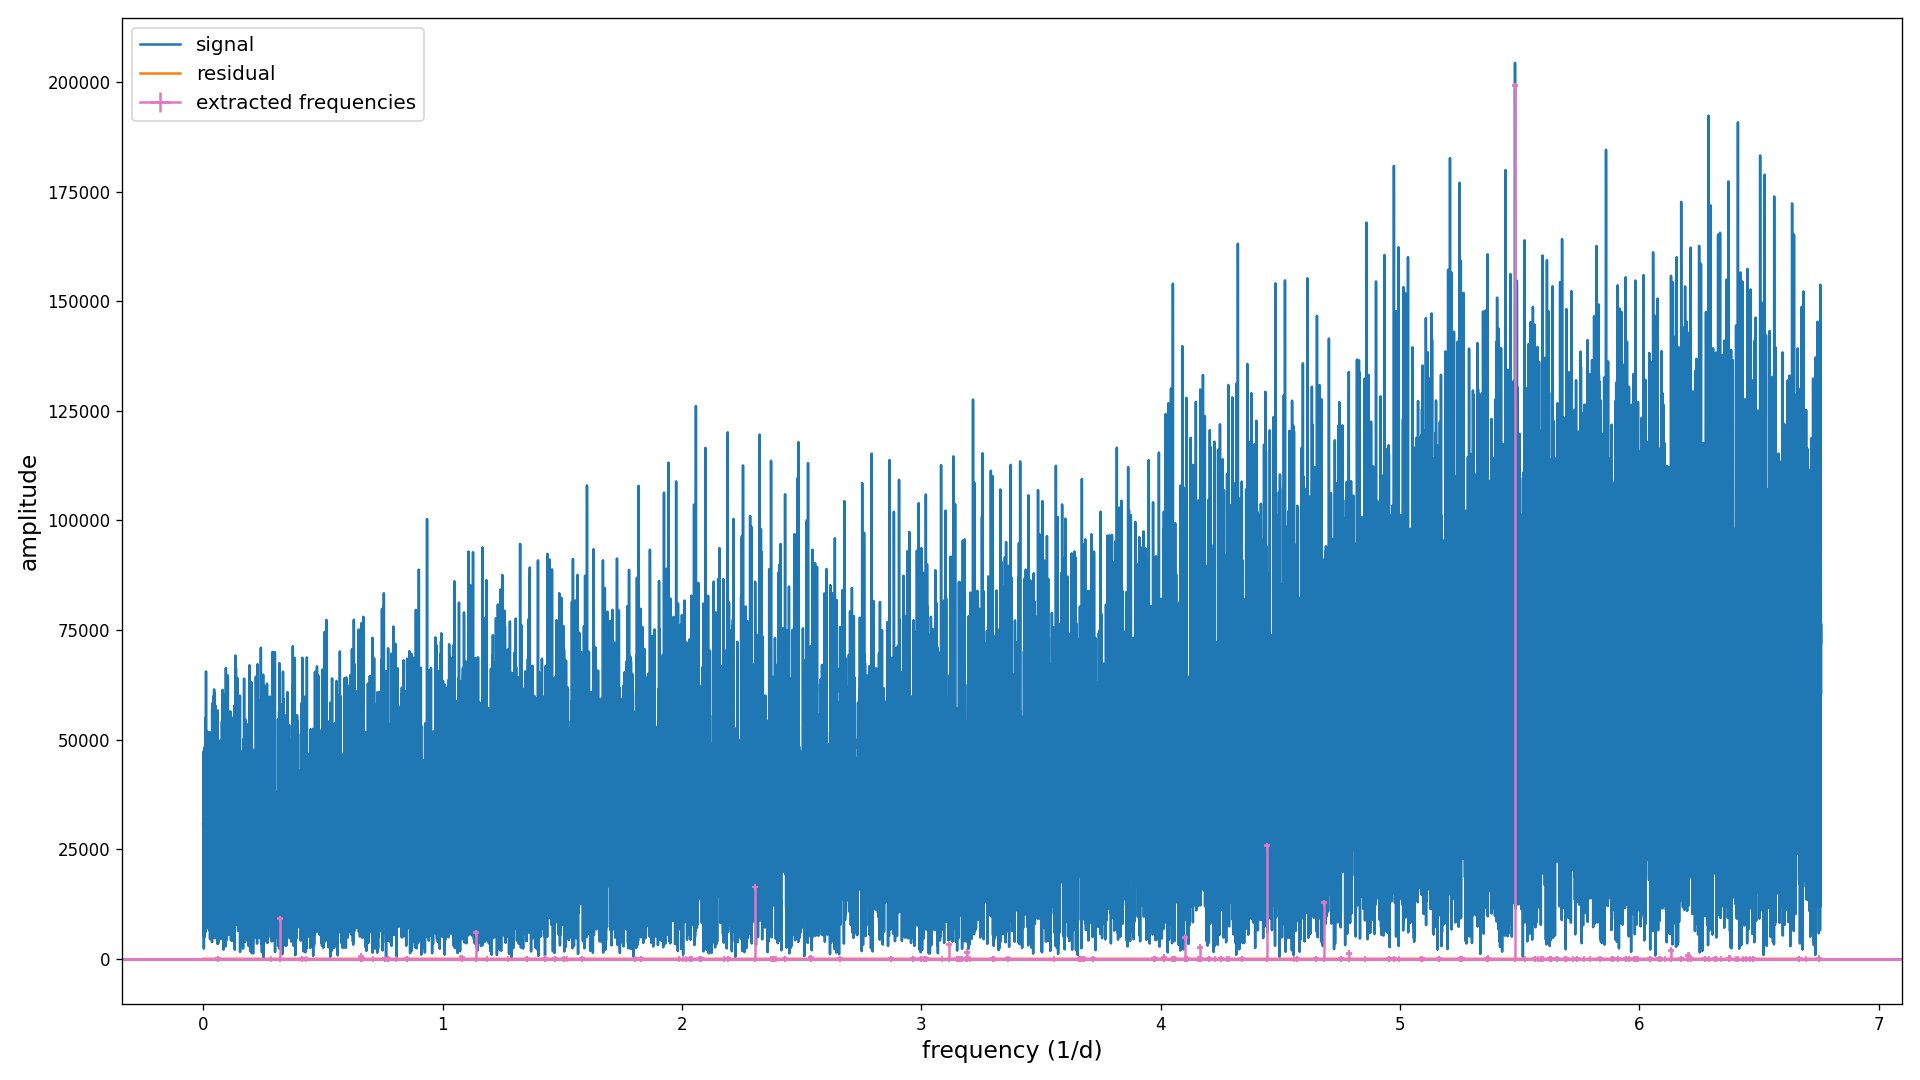 signal
residual
extracted frequencies
amplitude
200000
175000
150000
125000
100000
75000
50000
25000
0
0 1 2 3 4 5 6 7
frequency (1/d)